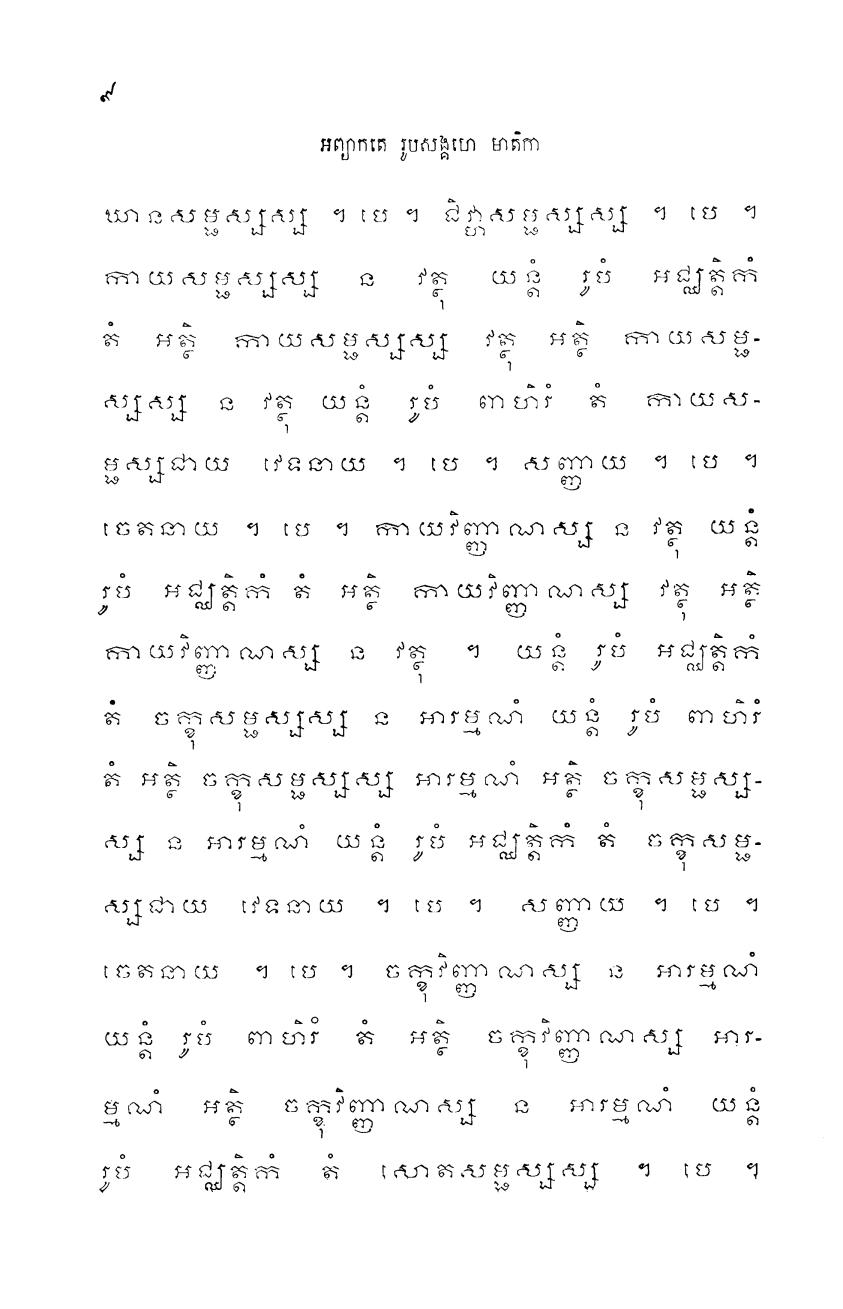 ៩
អព្យាកតេ រូបសង្គហេ មាតិកា
ឃានសម្ផស្សស្ស ។ បេ ។ ជិវ្ហាសម្ផស្សស្ស ។ បេ ។
កាយសម្ផស្សស្ស ន វត្ថុ យន្តំ រូបំ អជ្ឈត្តិកំ
តំ អត្ថិ កាយសម្ផស្សស្ស វត្ថុ អត្ថិ កាយសម្ផ-
ស្សស្ស ន វត្ថុ យន្តំ រូបំ ពាហិរំ តំ កាយស-
ម្ផស្សជាយ វេទនាយ ។ បេ ។ សញ្ញាយ ។ បេ ។
ចេតនាយ ។ បេ ។ កាយវិញ្ញាណស្ស ន វត្ថុ យន្តំ
រូបំ អជ្ឈត្តិកំ តំ អត្ថិ កាយវិញ្ញាណស្ស វត្ថុ អត្ថិ
កាយវិញ្ញាណស្ស ន វត្ថុ ។ យន្តំ រូបំ អជ្ឈត្តិកំ
តំ ចក្ខុសម្ផស្សស្ស ន អារម្មណំ យន្តំ រូបំ ពាហិរំ
តំ អត្ថិ ចក្ខុសម្ផស្សស្ស អារម្មណំ អត្ថិ ចក្ខុសម្ផស្ស-
ស្ស ន អារម្មណំ យន្តំ រូបំ អជ្ឈត្តិកំ តំ ចក្ខុសម្ផ-
ស្សជាយ វេទនាយ ។ បេ ។ សញ្ញាយ ។ បេ ។
ចេតនាយ ។ បេ ។ ចក្ខុវិញ្ញាណស្ស ន អារម្មណំ
យន្តំ រូបំ ពាហិរំ តំ អត្ថិ ចក្ខុវិញ្ញាណស្ស អារ-
ម្មណំ អត្ថិ ចក្ខុវិញ្ញាណស្ស ន អារម្មណំ យន្តំ
រូបំ អជ្ឈត្តិកំ តំ សោតសម្ផស្សស្ស ។ បេ ។